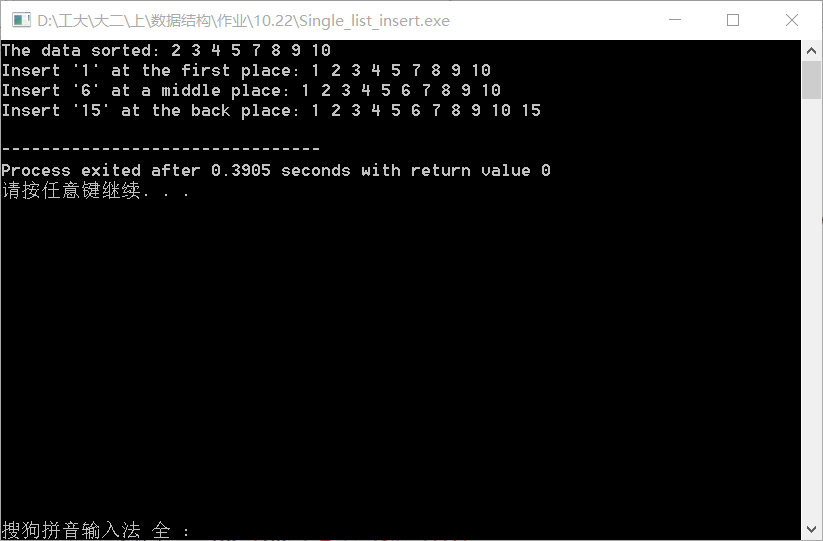 D:\工大\大二\上\数据结构\作业\10.22\Single_list_insert.exe
The data sorted: 2 3 4 5 7 8 9 10
Insert '1' at the first place: 1 2 3 4 5 7 8 9 10
Insert '6' at a middle place: 1 2 3 4 5 6 7 8 9 10
Insert '15' at the back place: 1 2 3 4 5 6 7 8 9 10 15
--------------------------------
Process exited after 0.3905 seconds with return value 0
请按任意键继续. . .
搜狗拼音输入法 全 :